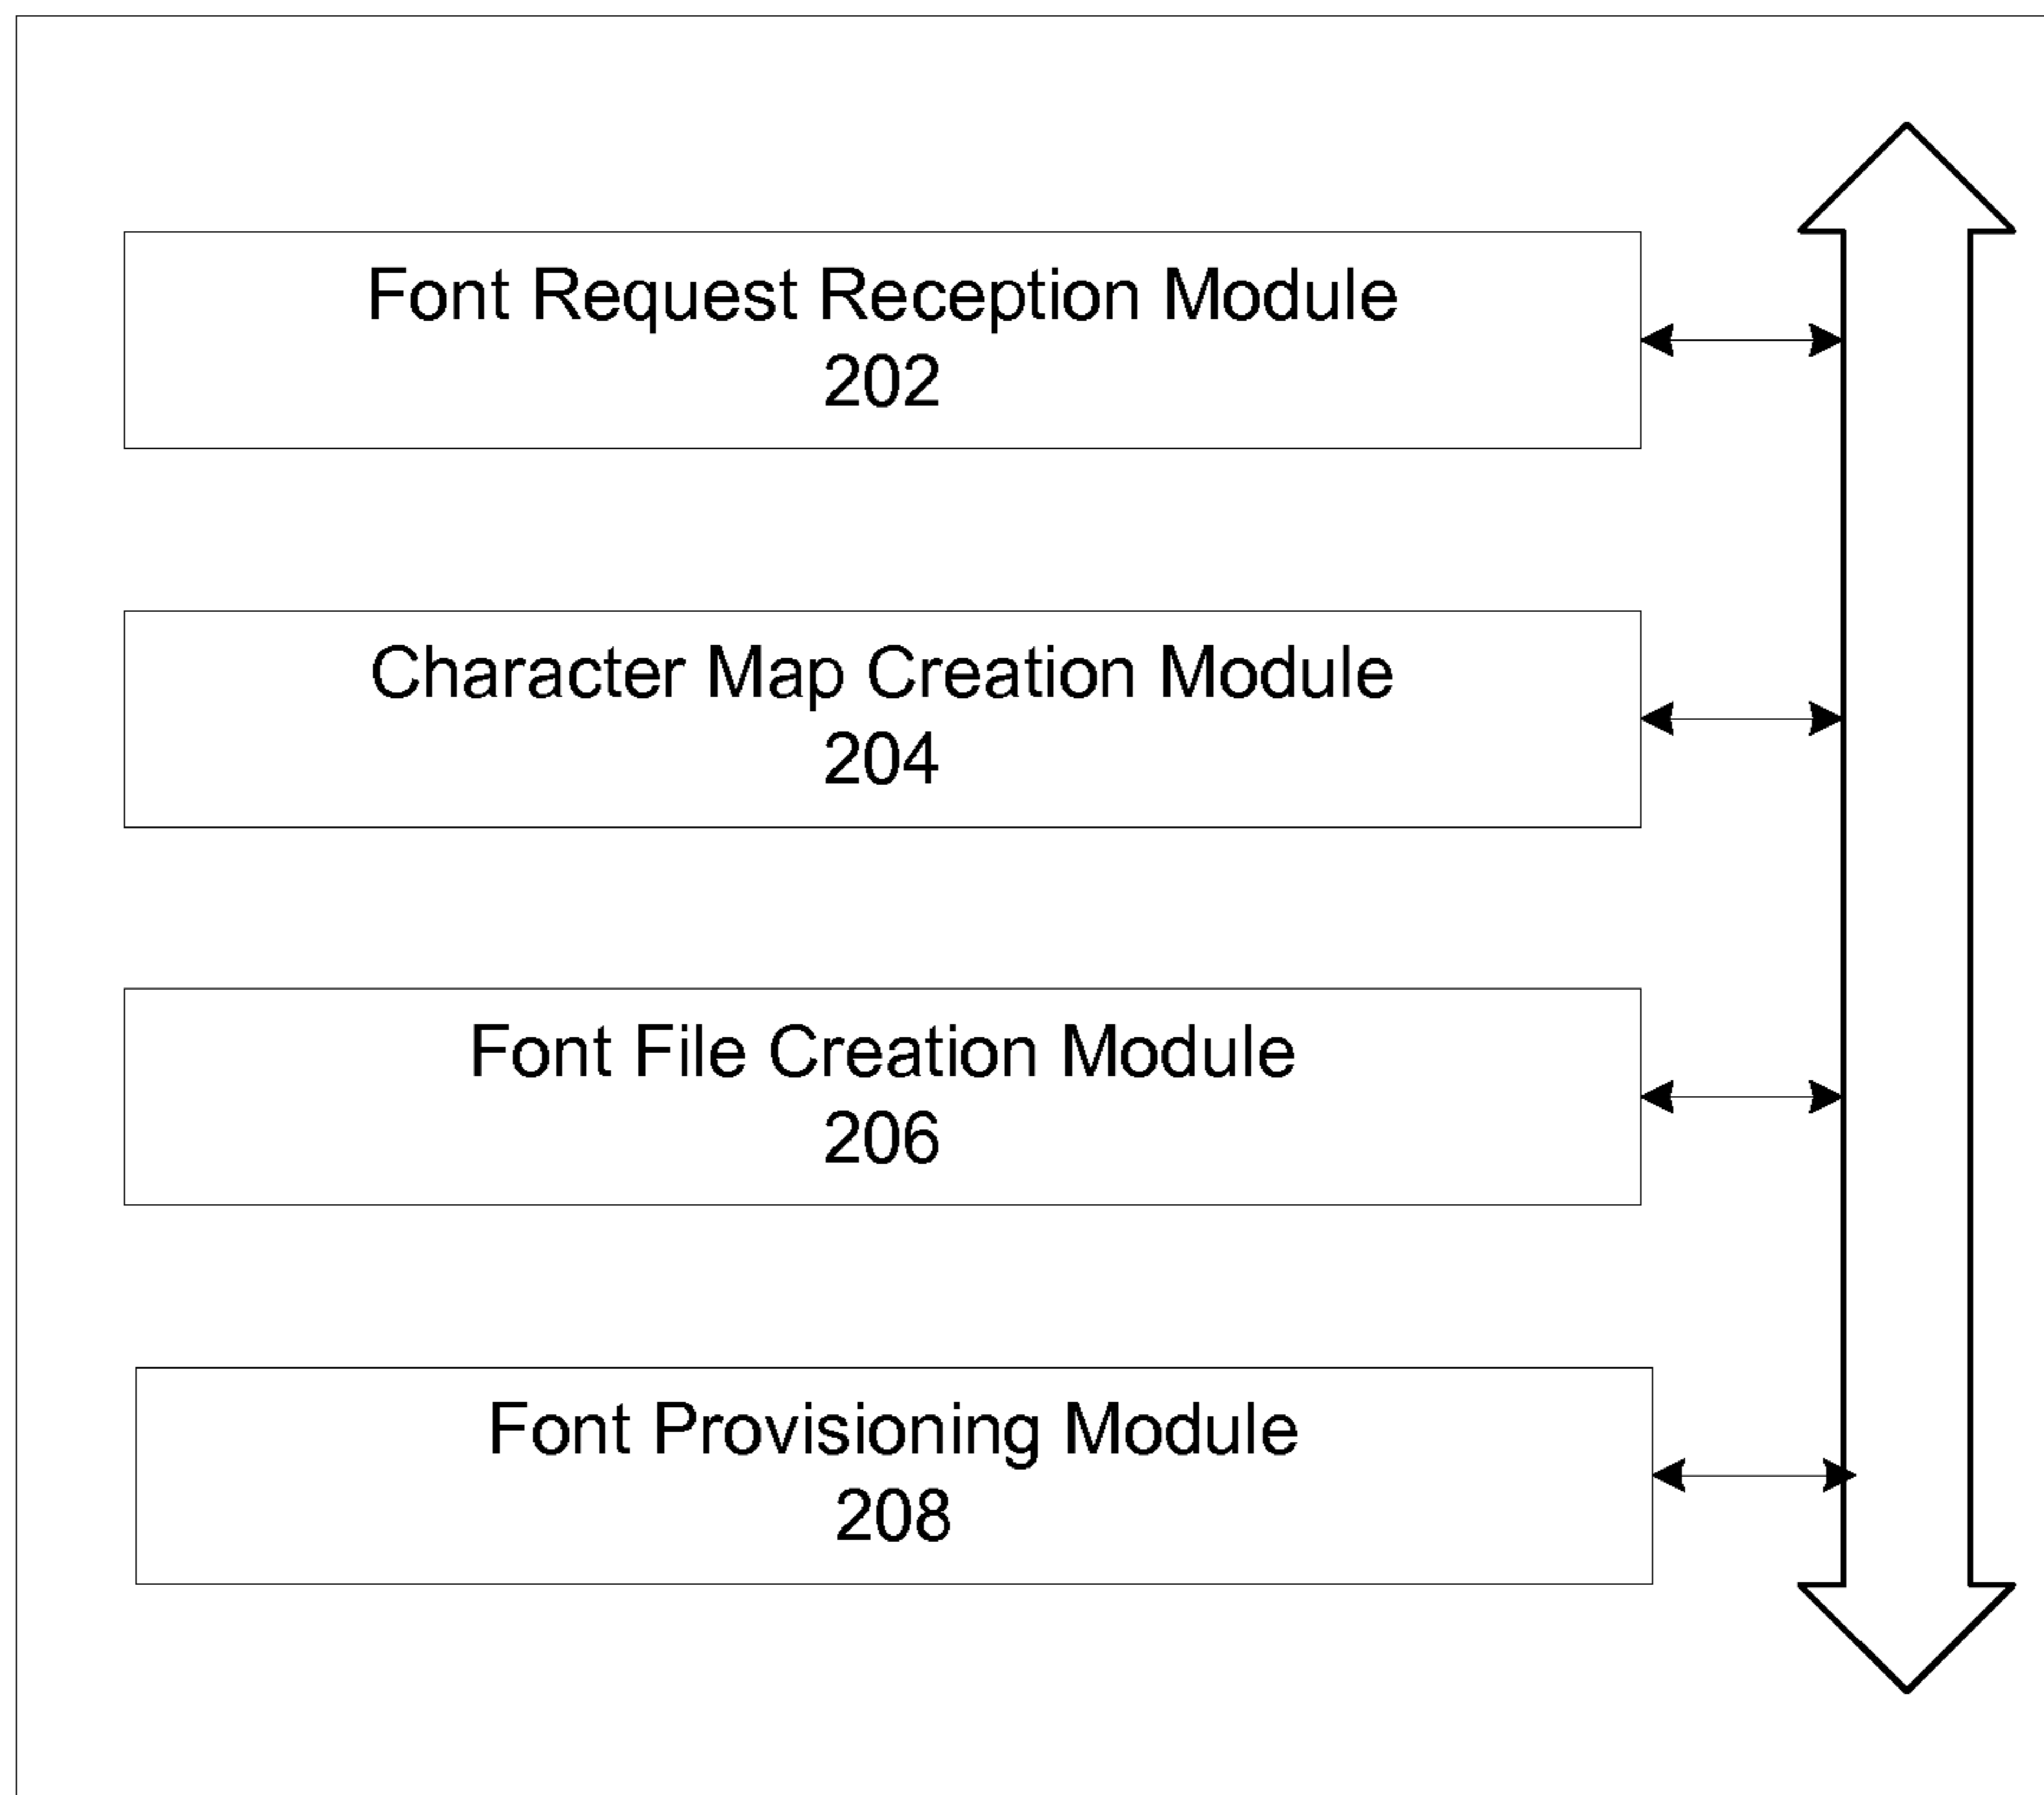 Font Request Reception Module
202
Character Map Creation Module
204
Font File Creation Module
206
Font Provisioning Module
208